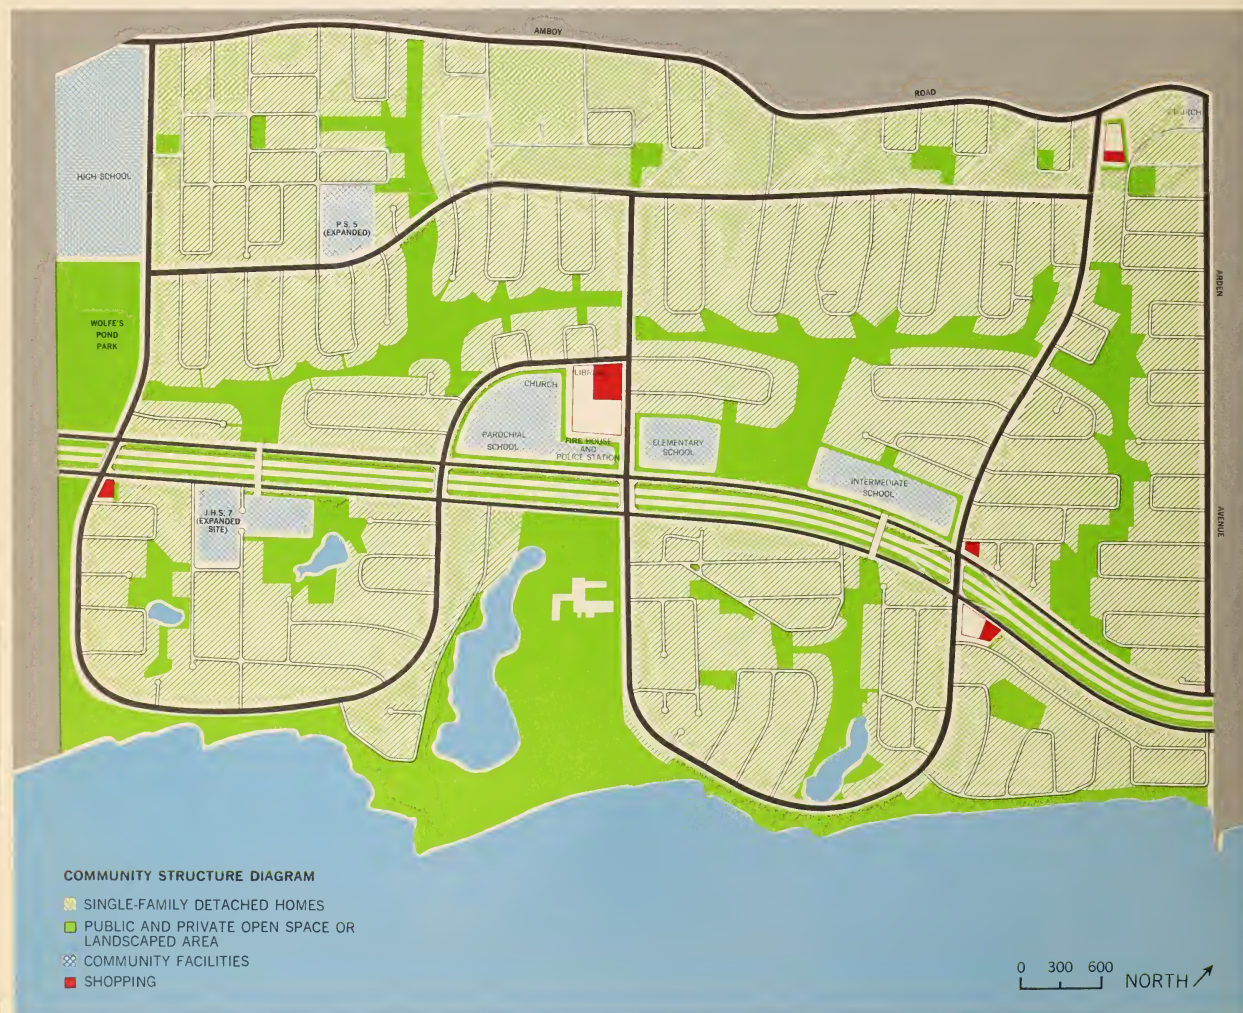 AMBOY
ROAD
CHURCH
HIGH SCHOOL
P.S. 5
(EXPANDED)
ARDEN
WOLFE'S
POND
PARK
CHURCH
PAROCHIAL
SCHOOL
FIRE HOUSE
AND
POLICE STATION
ELEMENTARY
SCHOOL
INTERMEDIATE
SCHOOL
J.H.S. 7
(EXPANDED
SITE)
AVENUE
COMMUNITY STRUCTURE DIAGRAM
SINGLE-FAMILY DETACHED HOMES
PUBLIC AND PRIVATE OPEN SPACE OR
LANDSCAPED AREA
COMMUNITY FACILITIES
SHOPPING
0 300 600
NORTH